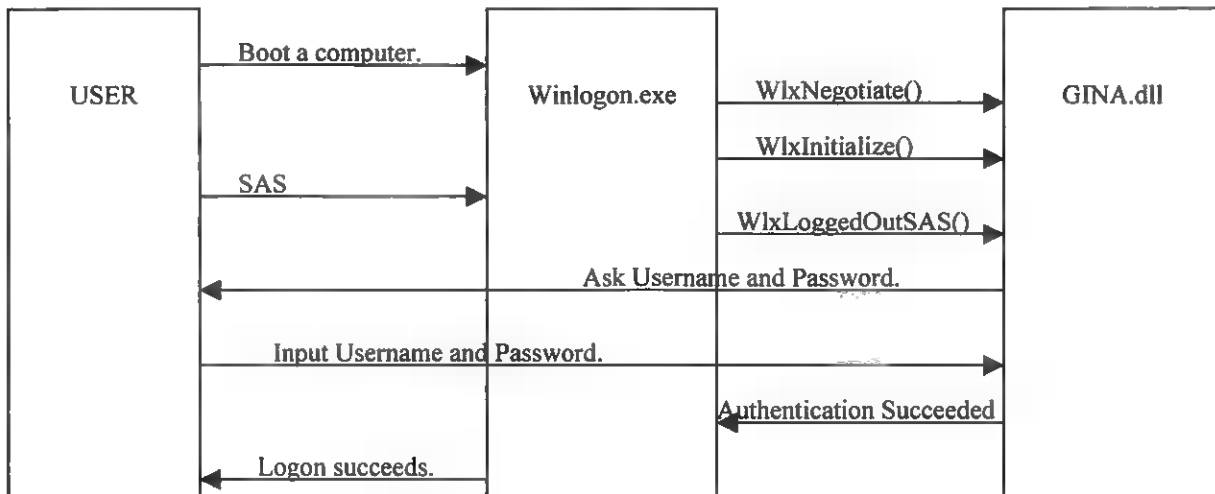 Boot a computer.
USER
Winlogon.exe
WlxNegotiate()
GINA.dll
WlxInitialize()
SAS
WlxLoggedOutSAS()
Ask Username and Password.
Input Username and Password.
Authentication Succeeded
Logon succeeds.